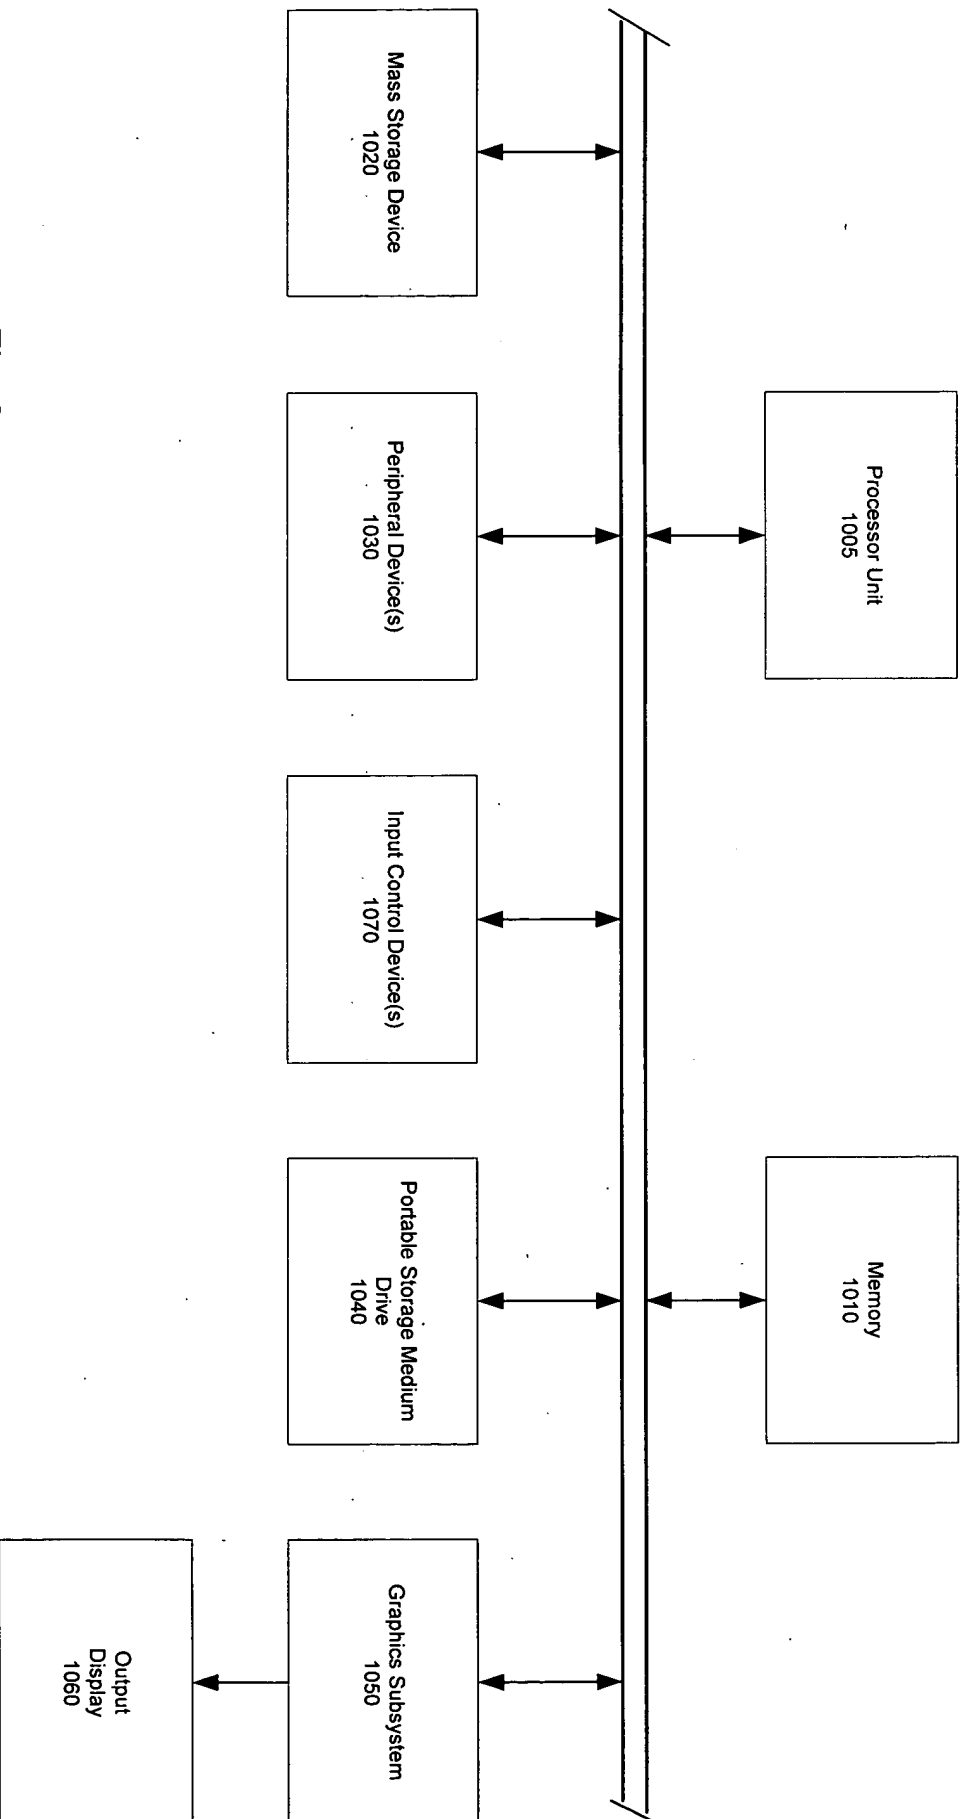 Processor Unit
1005
Memory
1010
Mass Storage Device
1020
Peripheral Device(s)
1030
Input Control Device(s)
1070
Portable Storage Medium
Drive
1040
Graphics Subsystem
1050
Output
Display
1060